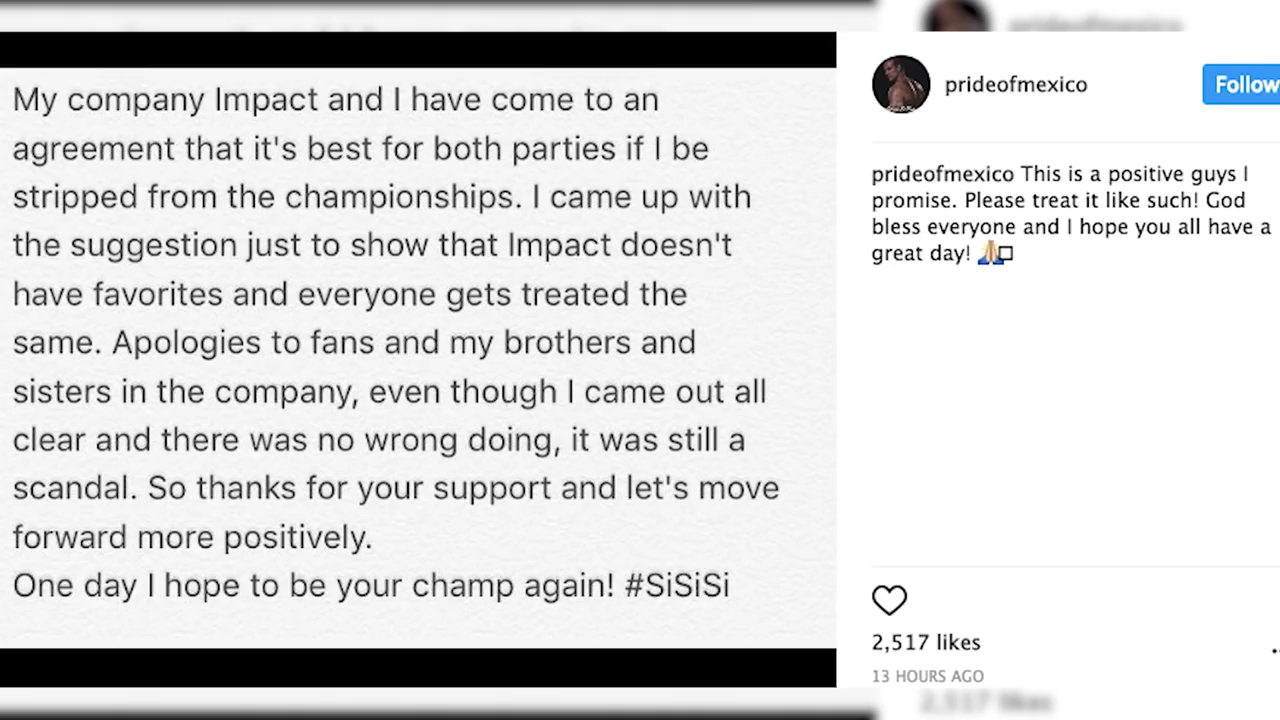 My company Impact and I have come to an
agreement that it's best for both parties if I be
stripped from the championships. I came up with
the suggestion just to show that Impact doesn't
have favorites and everyone gets treated the
same. Apologies to fans and my brothers and
sisters in the company, even though I came out all
clear and there was no wrong doing, it was still a
scandal. So thanks for your support and let's move
forward more positively.
One day I hope to be your champ again! #SiSiSi
prideofmexico
prideofmexico
Follow
prideofmexico This is a positive guys I
promise. Please treat it like such! God
bless everyone and I hope you all have a
great day! 🙏🏼□
2,517 likes
13 HOURS AGO
2,517 likes